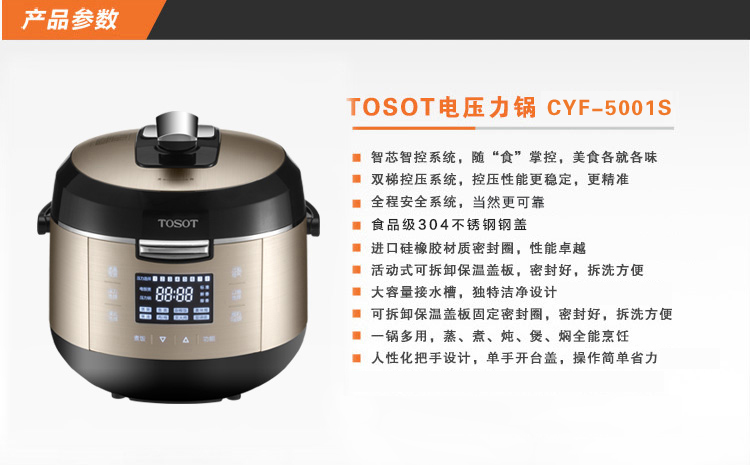 产品参数
TOSOT电压力锅 CYF-5001S
智芯智控系统，随“食”掌控，美食各就各味
双梯控压系统，控压性能更稳定，更精准
全程安全系统，当然更可靠
食品级304不锈钢钢盖
进口硅橡胶材质密封圈，性能卓越
活动式可拆卸保温盖板，密封好，拆洗方便
大容量接水槽，独特洁净设计
可拆卸保温盖板固定密封圈，密封好，拆洗方便
一锅多用，蒸、煮、炖、煲、焖全能烹饪
人性化把手设计，单手开台盖，操作简单省力
TOSOT
88:88
功能